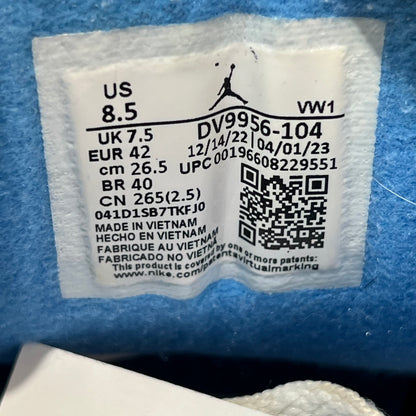 US
8.5
VW1
UK 7.5
DV9956-104
EUR 42
12/14/22 04/01/23
cm 26.5
UPC 00196608229551
BR 40
CN 265(2.5)
041D1SB7TKFJ0
MADE IN VIETNAM
HECHO EN VIETNAM
FABRIQUE AU VIETNAM
FABRICADO NO VIETNAM
This product is covered by one or more patents.
www.nike.com/patentsvirtualmarking